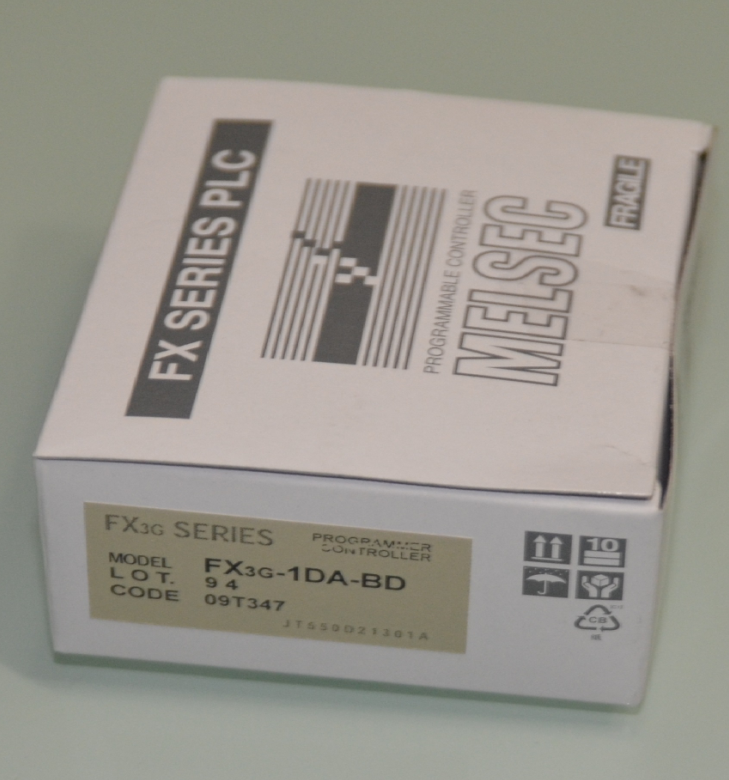 FX SERIES PLC
PROGRAMMABLE CONTROLLER
MELSEC
FRAGILE
FX3G SERIES
PROGRAMMER
CONTROLLER
MODEL FX3G-1DA-BD
LOT. 94
CODE 09T347
JT550D21301A
10
CB